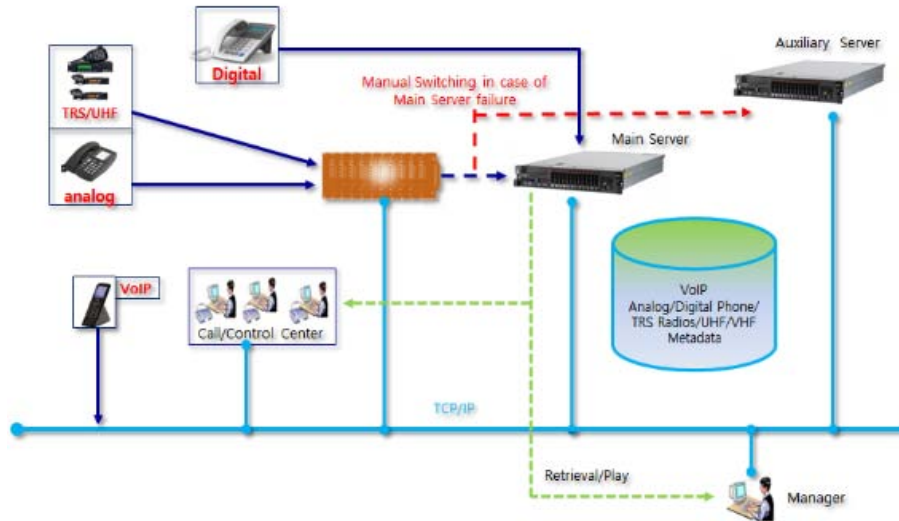 Auxiliary Server
Digital
Manual Switching in case of
Main Server failure
TRS/UHF
Main Server
analog
VoIP
VoIP
Analog/Digital Phone/
TRS Radios/UHF/VHF
Metadata
Call/Control Center
TCP/IP
Retrieval/Play
Manager